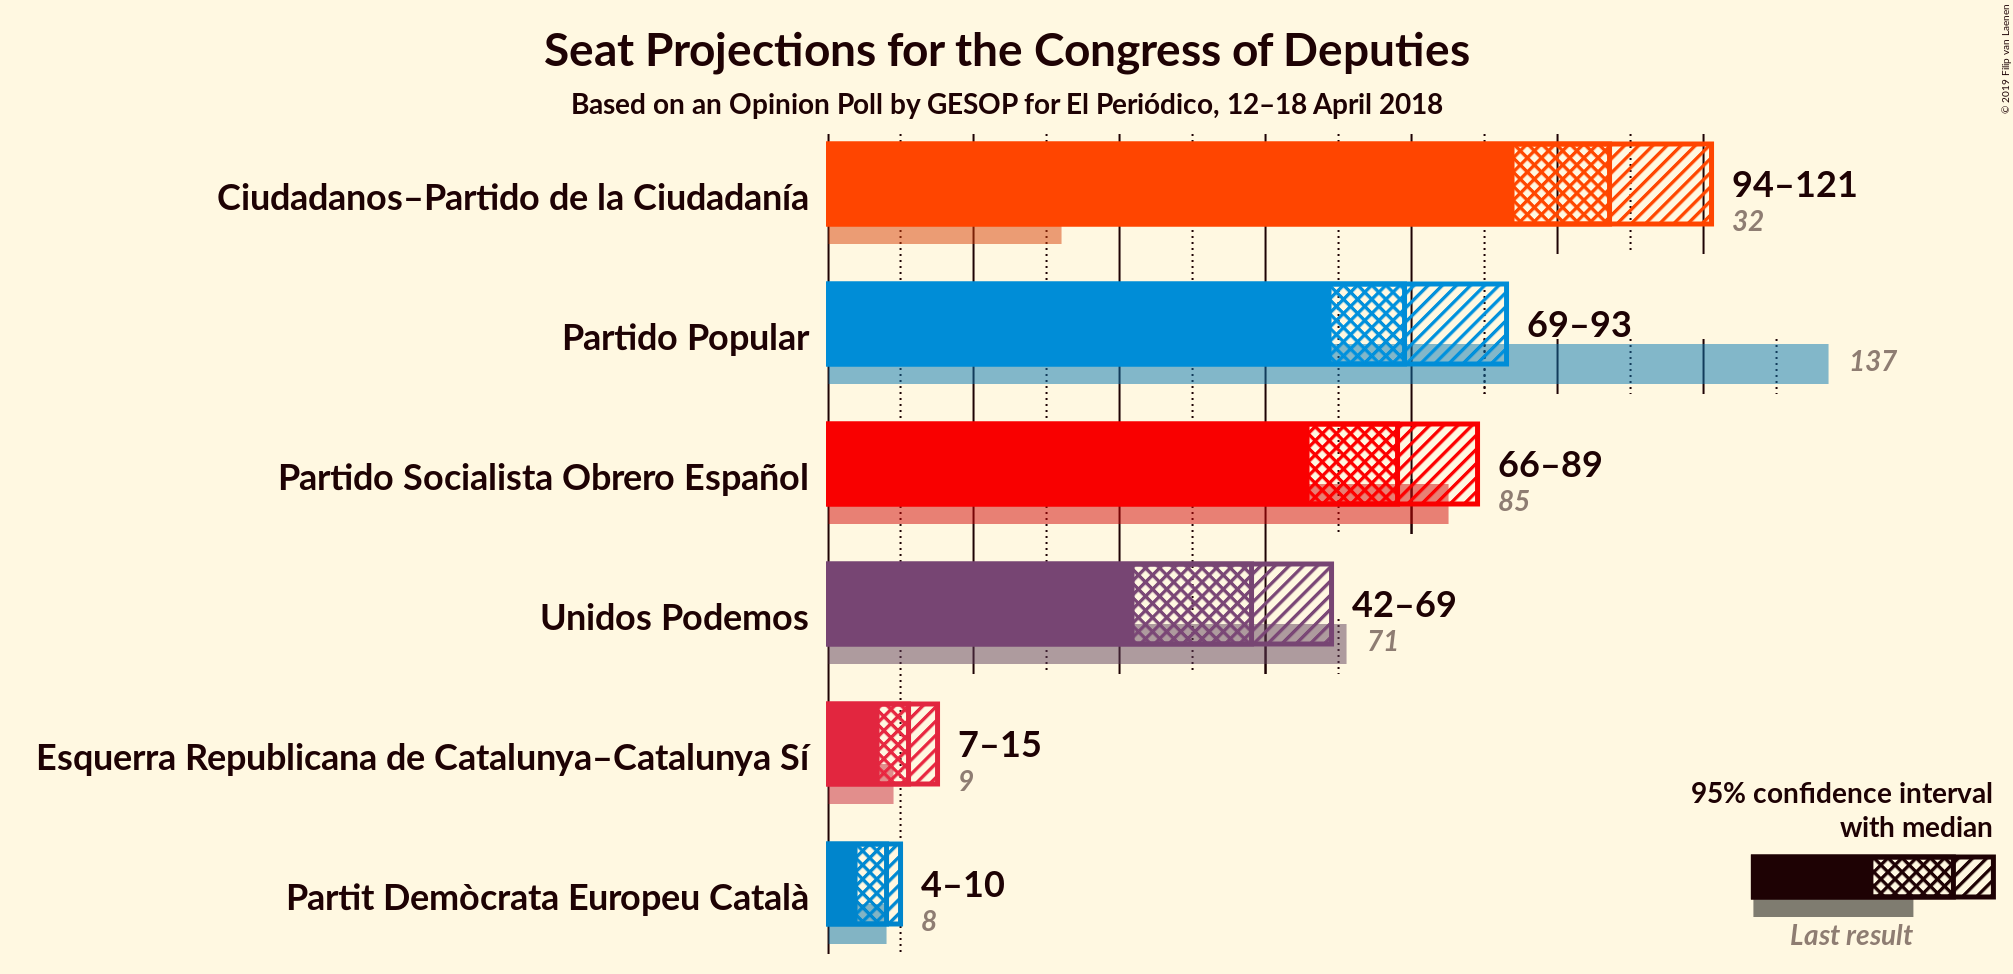 Seat Projections for the Congress of Deputies
Based on an Opinion Poll by GESOP for El Periódico, 12–18 April 2018
© 2019 Filip van Laenen
Ciudadanos–Partido de la Ciudadanía
94–121
32
Partido Popular
69–93
137
Partido Socialista Obrero Español
66–89
85
Unidos Podemos
42–69
71
Esquerra Republicana de Catalunya–Catalunya Sí
7–15
9
Partit Demòcrata Europeu Català
4–10
8
95% confidence interval
with median
Last result